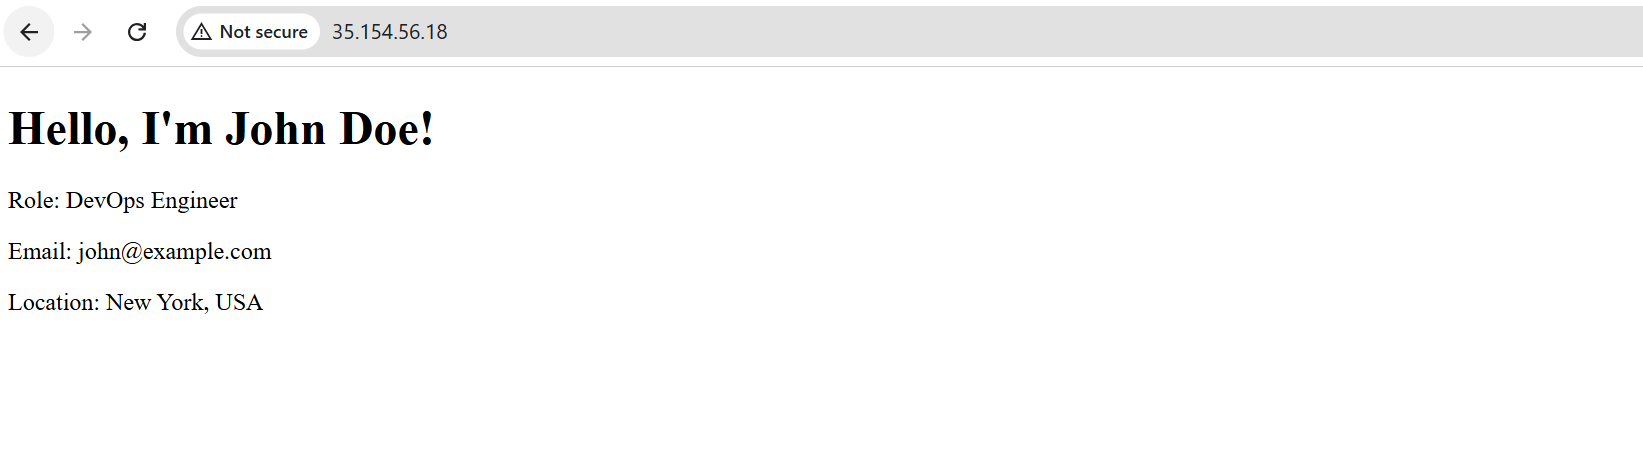 Not secure 35.154.56.18
Hello, I'm John Doe!
Role: DevOps Engineer
Email: john@example.com
Location: New York, USA